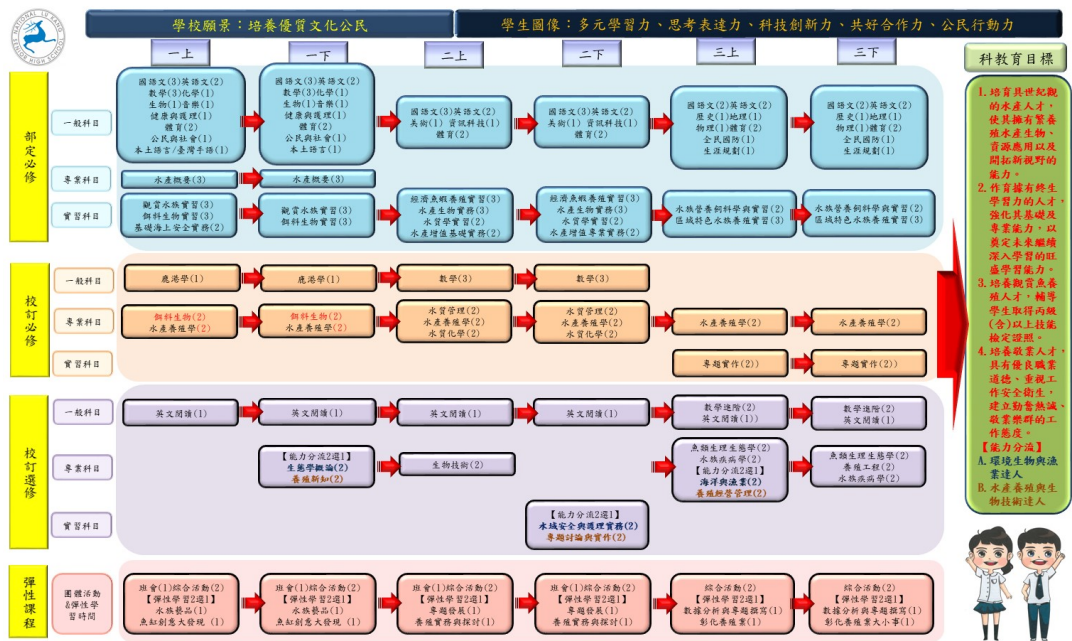 學校願景：培養優質文化公民
學生圖像：多元學習力、思考表達力、科技創新力、共好合作力、公民行動力
一上
一下
二上
二下
三上
三下
科教育目標
部定必修
一般科目
國語文(3)英語文(2)
數學(3)化學(1)
生物(1)音樂(1)
健康與護理(1)
體育(2)
公民與社會(1)
本土語言/臺灣手語(1)
國語文(3)英語文(2)
數學(3)化學(1)
生物(1)音樂(1)
健康與護理(1)
體育(2)
公民與社會(1)
本土語言(1)
國語文(3)英語文(2)
美術(1) 資訊科技(1)
體育(2)
國語文(3)英語文(2)
美術(1) 資訊科技(1)
體育(2)
國語文(2)英語文(2)
歷史(1)地理(1)
物理(1)體育(2)
全民國防(1)
生涯規劃(1)
國語文(2)英語文(2)
歷史(1)地理(1)
物理(1)體育(2)
全民國防(1)
生涯規劃(1)
專業科目
水產概要(3)
水產概要(3)
實習科目
觀賞水族實習(3)
餌料生物實習(3)
基礎海上安全實務(2)
觀賞水族實習(3)
餌料生物實習(3)
經濟魚蝦養殖實習(3)
水產生物實務(3)
水質學實習(2)
水產增值基礎實務(2)
經濟魚蝦養殖實習(3)
水產生物實務(3)
水質學實習(2)
水產增值專業實務(2)
水族營養飼料學與實習(2)
區域特色水族養殖實習(3)
水族營養飼料學與實習(2)
區域特色水族養殖實習(3)
校訂必修
一般科目
鹿港學(1)
鹿港學(1)
數學(3)
數學(3)
專業科目
餌料生物(2)
水產養殖學(2)
餌料生物(2)
水產養殖學(2)
水質管理(2)
水產養殖學(2)
水質化學(2)
水質管理(2)
水產養殖學(2)
水質化學(2)
水產養殖學(2)
水產養殖學(2)
實習科目
專題實作(2))
專題實作(2))
校訂選修
一般科目
英文閱讀(1)
英文閱讀(1)
英文閱讀(1)
英文閱讀(1)
數學進階(2)
英文閱讀(1))
數學進階(2)
英文閱讀(1)
專業科目
【能力分流2選1】
生態學概論(2)
養殖新知(2)
生物技術(2)
魚類生理生態學(2)
水族疾病學(2)
【能力分流2選1】
海洋與漁業(2)
養殖經營管理(2)
魚類生理生態學(2)
養殖工程(2)
水族疾病學(2)
實習科目
【能力分流2選1】
水域安全與護理實務(2)
專題討論與實作(2)
彈性課程
團體活動
&彈性學
習時間
班會(1)綜合活動(2)
【彈性學習2選1】
水族藝品(1)
魚缸創意大發現(1)
班會(1)綜合活動(2)
【彈性學習2選1】
水族藝品(1)
魚缸創意大發現(1)
班會(1)綜合活動(2)
【彈性學習2選1】
專題發展(1)
養殖實務與探討(1)
班會(1)綜合活動(2)
【彈性學習2選1】
專題發展(1)
養殖實務與探討(1)
綜合活動(2)
【彈性學習2選1】
數據分析與專題撰寫(1)
彰化養殖業(1)
綜合活動(2)
【彈性學習2選1】
數據分析與專題撰寫(1)
彰化養殖業大小事(1)
1. 培育具世紀觀
的水產人才，
使其擁有繁養
殖水產生物、
資源應用以及
開拓新視野的
能力。
2. 作育據有終生
學習力的人才，
強化其基礎及
專業能力，以
奠定未來繼續
深入學習的旺
盛學習能力。
3. 培養觀賞魚養
殖人才，輔導
學生取得丙級
(含)以上技能
檢定證照。
4. 培養敬業人才，
具有優良職業
道德、重視工
作安全衛生，
建立勤奮熱誠、
敬業樂群的工
作態度。
【能力分流】
A. 環境生物與漁
業達人
B. 水產養殖與生
物技術達人